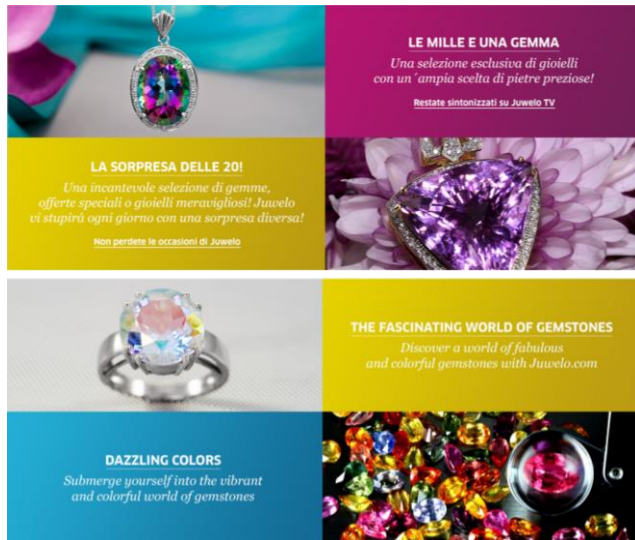 LE MILLE E UNA GEMMA
Una selezione esclusiva di gioielli
con un´ampia scelta di pietre preziose!
Restate sintonizzati su Juwelo TV
LA SORPRESA DELLE 20!
Una incantevole selezione di gemme,
offerte speciali o gioielli meravigliosi! Juwelo
vi stupirà ogni giorno con una sorpresa diversa!
Non perdete le occasioni di Juwelo
THE FASCINATING WORLD OF GEMSTONES
Discover a world of fabulous
and colorful gemstones with Juwelo.com
DAZZLING COLORS
Submerge yourself into the vibrant
and colorful world of gemstones